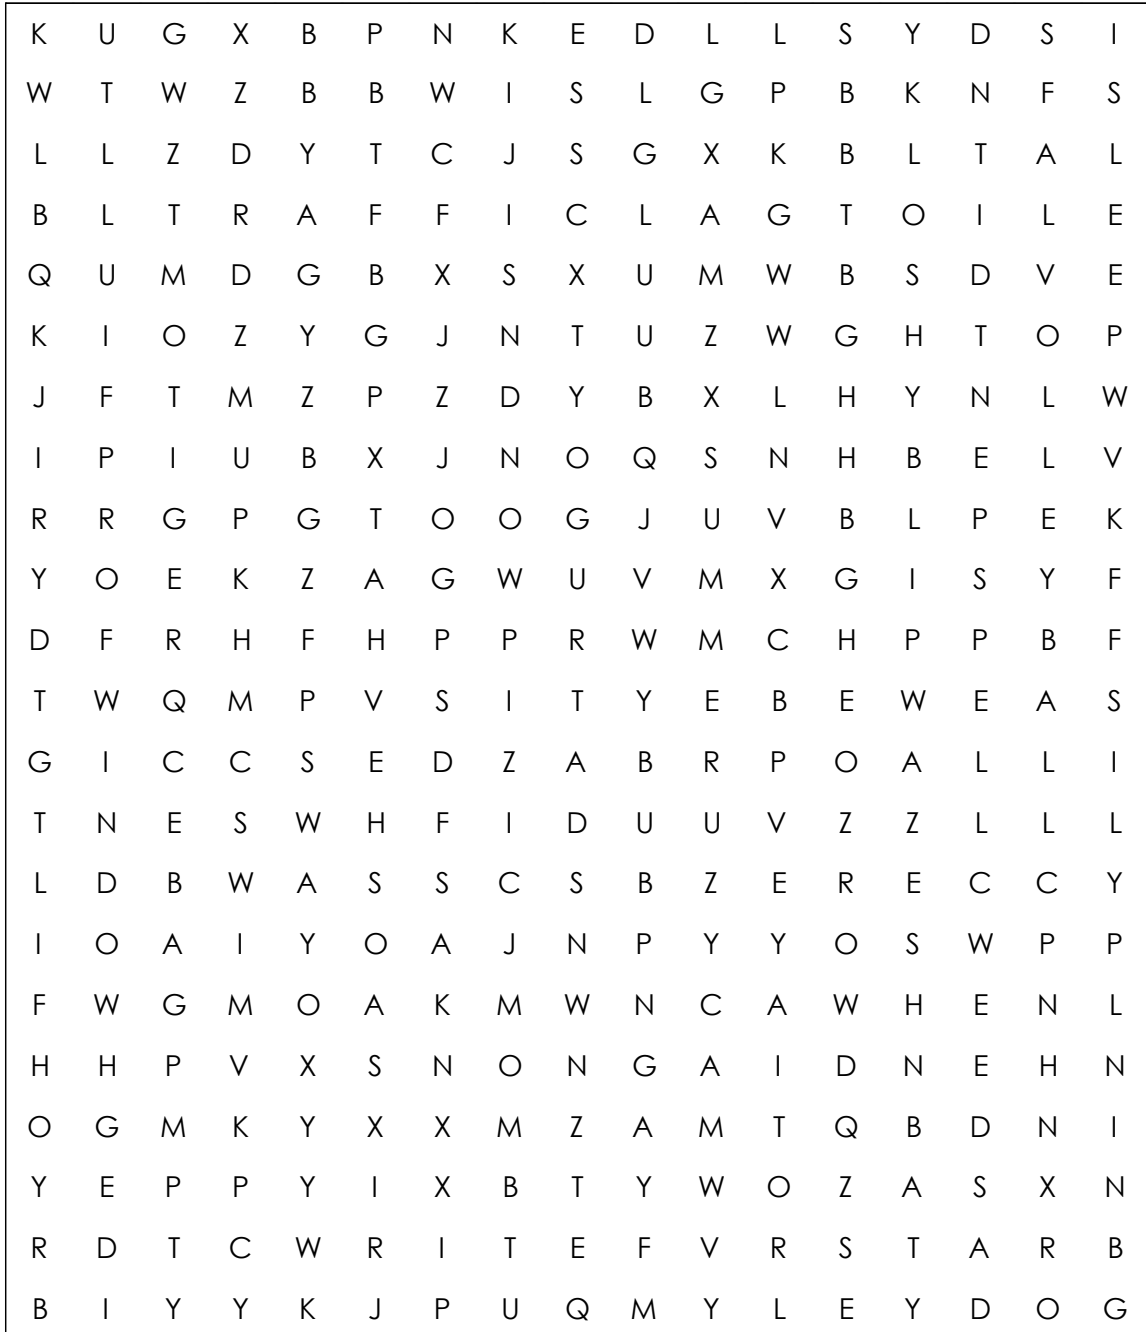 K U G X B P N K E D L L S Y D S I
W T W Z B B W I S L G P B K N F S
L L Z D Y T C J S G X K B L T A L
B L T R A F F I C L A G T O I L E
Q U M D G B X S X U M W B S D V E
K I O Z Y G J N T U Z W G H T O P
J F T M Z P Z D Y B X L H Y N L W
I P I U B X J N O Q S N H B E L V
R R G P G T O O G J U V B L P E K
Y O E K Z A G W U V M X G I S Y F
D F R H F H P P R W M C H P P B F
T W Q M P V S I T Y E B E W E A S
G I C C S E D Z A B R P O A L L I
T N E S W H F I D U U V Z Z L L L
L D B W A S S C S B Z E R E C C Y
I O A I Y O A J N P Y Y O S W P P
F W G M O A K M W N C A W H E N L
H H P V X S N O N G A I D N E H N
O G M K Y X X M Z A M T Q B D N I
Y E P P Y I X B T Y W O Z A S X N
R D T C W R I T E F V R S T A R B
B I Y Y K J P U Q M Y L E Y D O G